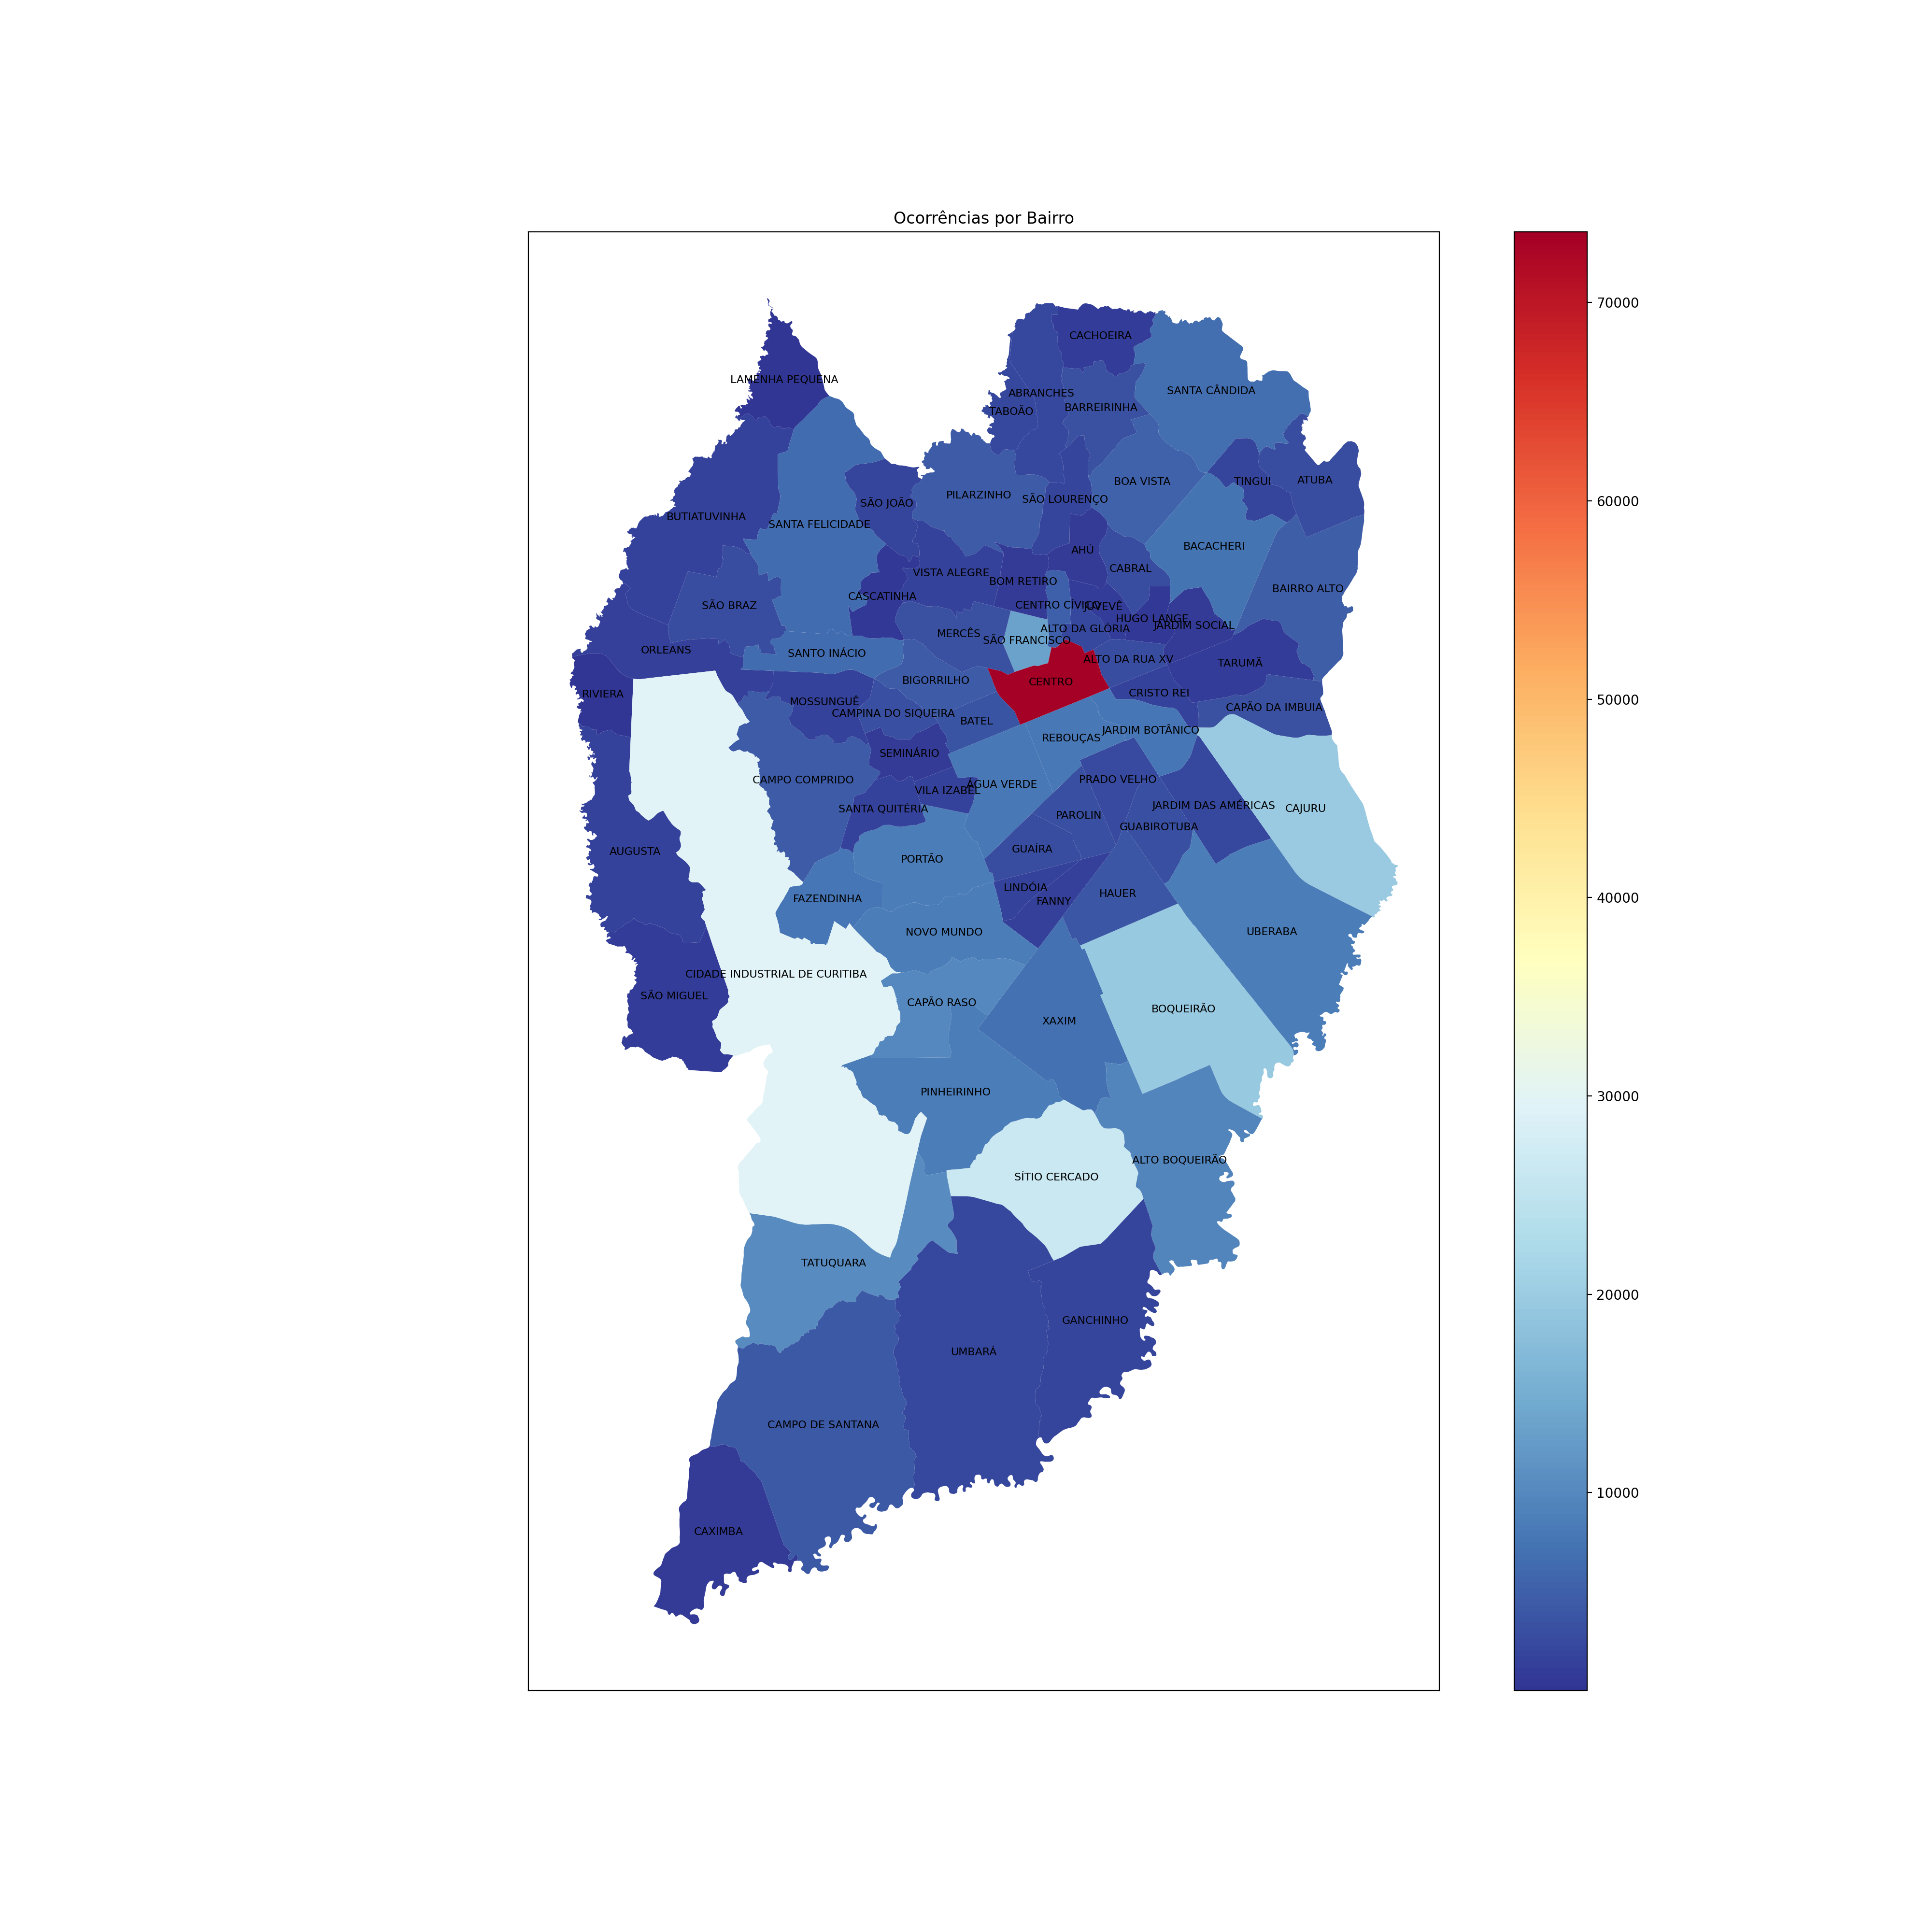 Ocorrências por Bairro
CACHOEIRA
LAMENHA PEQUENA
SANTA CÂNDIDA
ABRANCHES
BARREIRINHA
TABOÃO
TINGUI
ATUBA
BOA VISTA
PILARZINHO
SÃO LOURENÇO
SÃO JOÃO
BUTIATUVINHA
SANTA FELICIDADE
BACACHERI
AHÚ
CABRAL
VISTA ALEGRE
BOM RETIRO
BAIRRO ALTO
CASCATINHA
SÃO BRAZ
CENTRO CÍVICO
JUVEVÊ
HUGO LANGE
JARDIM SOCIAL
ALTO DA GLÓRIA
MERCÊS
SÃO FRANCISCO
ORLEANS
SANTO INÁCIO
ALTO DA RUA XV
TARUMÃ
BIGORRILHO
CENTRO
RIVIERA
CRISTO REI
MOSSUNGUÊ
CAPÃO DA IMBUIA
CAMPINA DO SIQUEIRA
BATEL
JARDIM BOTÂNICO
REBOUÇAS
SEMINÁRIO
CAMPO COMPRIDO
PRADO VELHO
ÁGUA VERDE
VILA IZABEL
JARDIM DAS AMÉRICAS
CAJURU
SANTA QUITÉRIA
PAROLIN
GUABIROTUBA
GUAÍRA
AUGUSTA
PORTÃO
LINDÓIA
HAUER
FAZENDINHA
FANNY
NOVO MUNDO
UBERABA
CIDADE INDUSTRIAL DE CURITIBA
SÃO MIGUEL
CAPÃO RASO
BOQUEIRÃO
XAXIM
PINHEIRINHO
ALTO BOQUEIRÃO
SÍTIO CERCADO
TATUQUARA
GANCHINHO
UMBARÁ
CAMPO DE SANTANA
CAXIMBA
70000
60000
50000
40000
30000
20000
10000